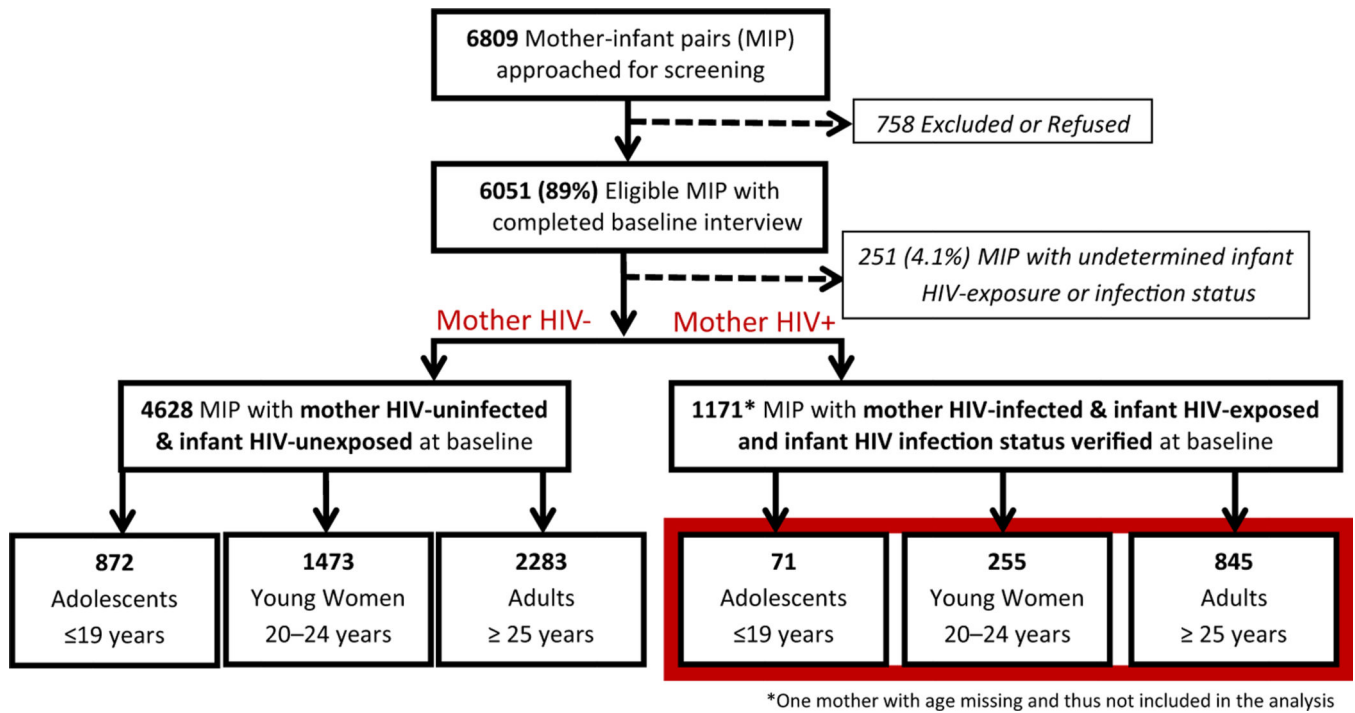 6809 Mother-infant pairs (MIP)
approached for screening
758 Excluded or Refused
6051 (89%) Eligible MIP with
completed baseline interview
251 (4.1%) MIP with undetermined infant
HIV-exposure or infection status
Mother HIV-
Mother HIV+
4628 MIP with mother HIV-uninfected
& infant HIV-unexposed at baseline
1171* MIP with mother HIV-infected & infant HIV-exposed
and infant HIV infection status verified at baseline
872
Adolescents
≤19 years
1473
Young Women
20–24 years
2283
Adults
≥ 25 years
71
Adolescents
≤19 years
255
Young Women
20–24 years
845
Adults
≥ 25 years
*One mother with age missing and thus not included in the analysis